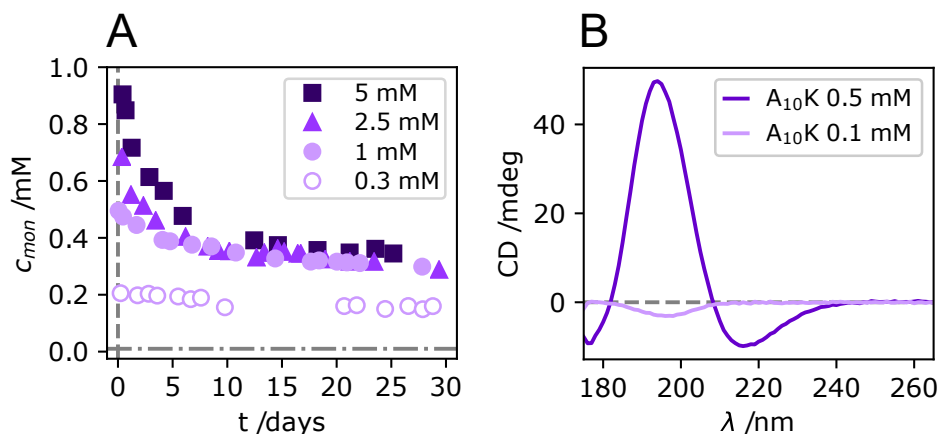 A
c_mon /mM
1.0
0.8
0.6
0.4
0.2
0.0
5 mM
2.5 mM
1 mM
0.3 mM
0 5 10 15 20 25 30
t /days
B
CD /mdeg
40
20
0
A₁₀K 0.5 mM
A₁₀K 0.1 mM
180 200 220 240 260
λ /nm